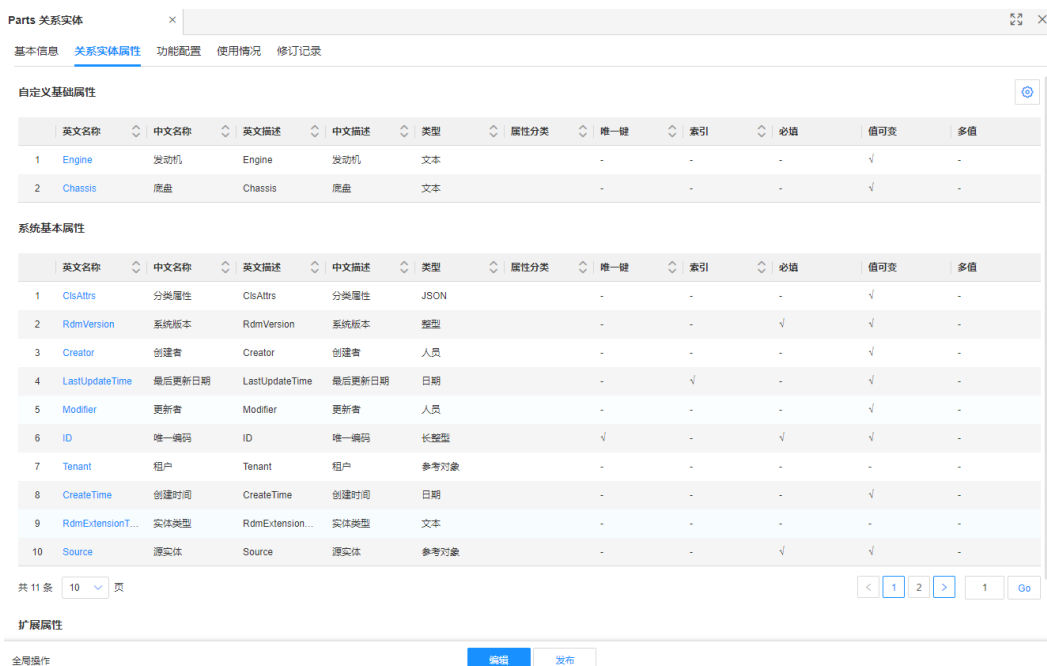 Parts 关系实体 ×
基本信息 关系实体属性 功能配置 使用情况 修订记录
自定义基础属性
英文名称 中文名称 英文描述 中文描述 类型 属性分类 唯一键 索引 必填 值可变 多值
1 Engine 发动机 Engine 发动机 文本 - - - √ -
2 Chassis 底盘 Chassis 底盘 文本 - - - √ -
系统基本属性
英文名称 中文名称 英文描述 中文描述 类型 属性分类 唯一键 索引 必填 值可变 多值
1 ClsAttrs 分类属性 ClsAttrs 分类属性 JSON - - - √ -
2 RdmVersion 系统版本 RdmVersion 系统版本 整型 - - √ √ -
3 Creator 创建者 Creator 创建者 人员 - - - √ -
4 LastUpdateTime 最后更新日期 LastUpdateTime 最后更新日期 日期 - √ - √ -
5 Modifier 更新者 Modifier 更新者 人员 - - - √ -
6 ID 唯一编码 ID 唯一编码 长整型 √ - √ √ -
7 Tenant 租户 Tenant 租户 参考对象 - - - - -
8 CreateTime 创建时间 CreateTime 创建时间 日期 - - - √ -
9 RdmExtensionT... 实体类型 RdmExtension... 实体类型 文本 - - - - -
10 Source 源实体 Source 源实体 参考对象 - - √ √ -
共 11 条 10 页 < 1 2 > 1 Go
扩展属性
全局操作 编辑 发布